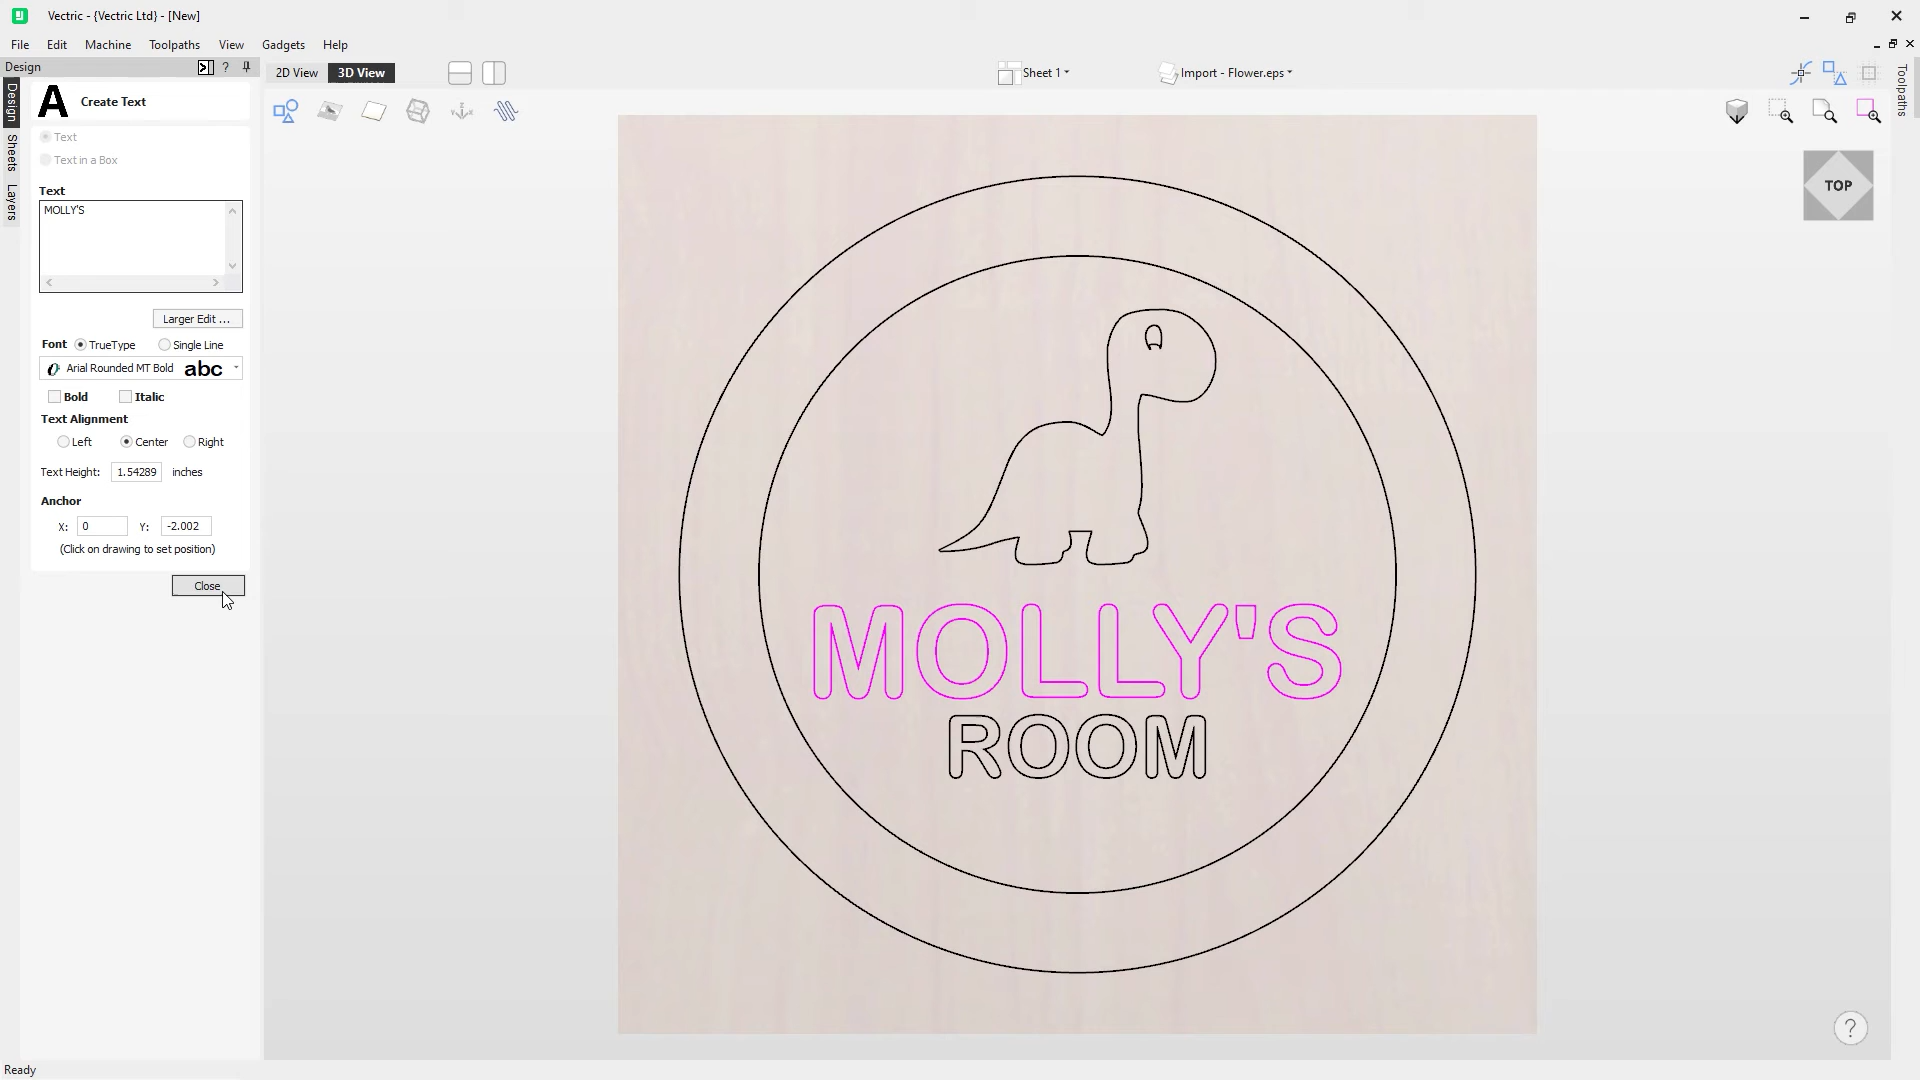 Vectric - {Vectric Ltd} - [New]
File Edit Machine Toolpaths View Gadgets Help
Design ?
2D View 3D View Sheet 1 Import - Flower.eps
Design
Sheets
Layers
Toolpaths
A Create Text
Text
Text in a Box
Text
MOLLY'S
Larger Edit ...
Font TrueType Single Line
O Arial Rounded MT Bold abc
Bold Italic
Text Alignment
Left Center Right
Text Height: 1.54289 inches
Anchor
X: 0 Y: -2.002
(Click on drawing to set position)
Close
TOP
MOLLY'S
ROOM
?
Ready